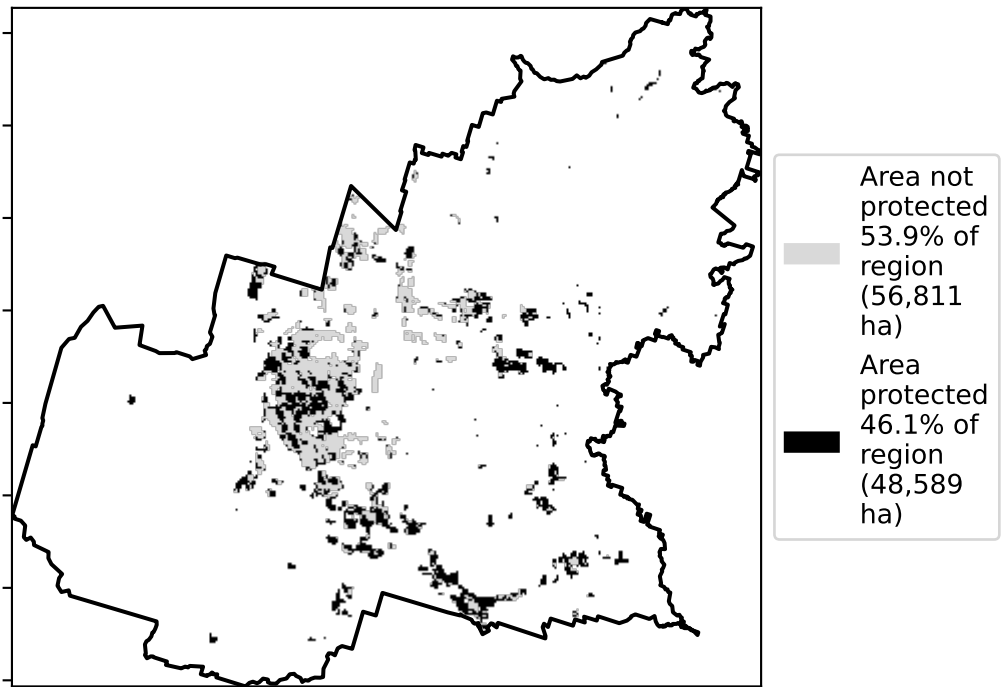 Area not
protected
53.9% of
region
(56,811
ha)
Area
protected
46.1% of
region
(48,589
ha)